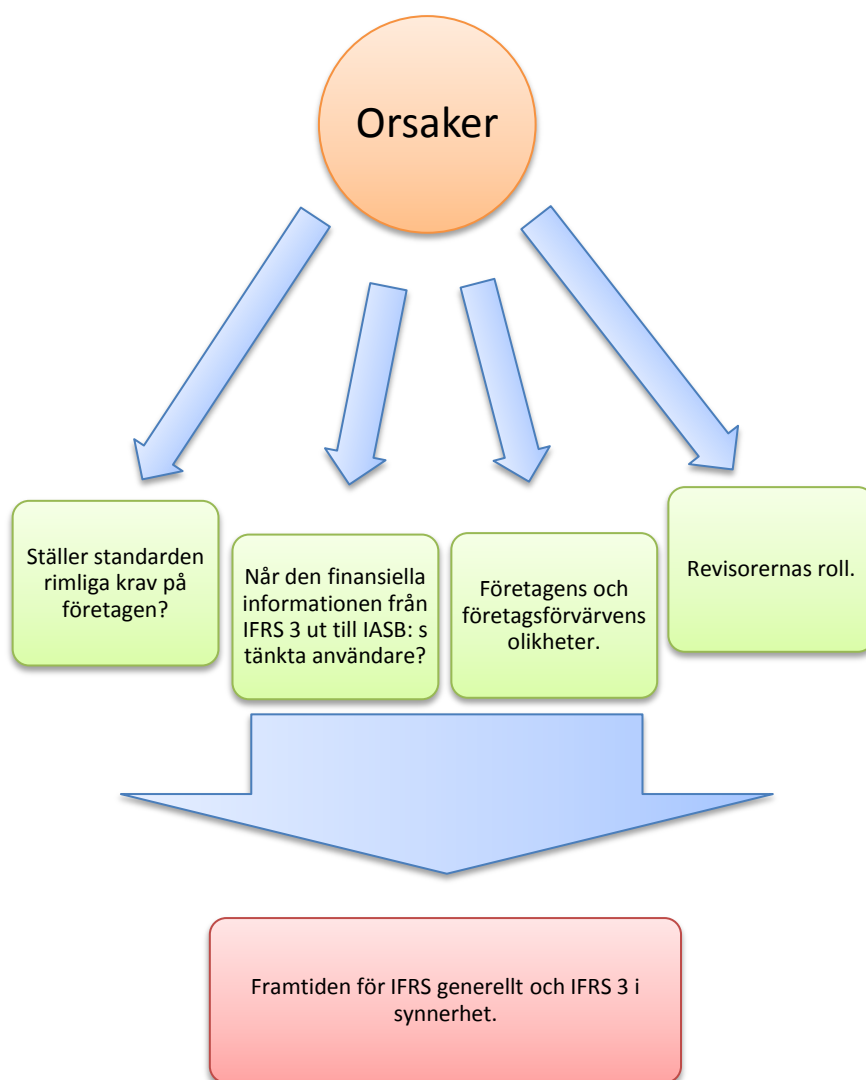 Orsaker
Ställer standarden
rimliga krav på
företagen?
Når den finansiella
informationen från
IFRS 3 ut till IASB: s
tänkta användare?
Företagens och
företagsförvärvens
olikheter.
Revisorernas roll.
Framtiden för IFRS generellt och IFRS 3 i
synnerhet.